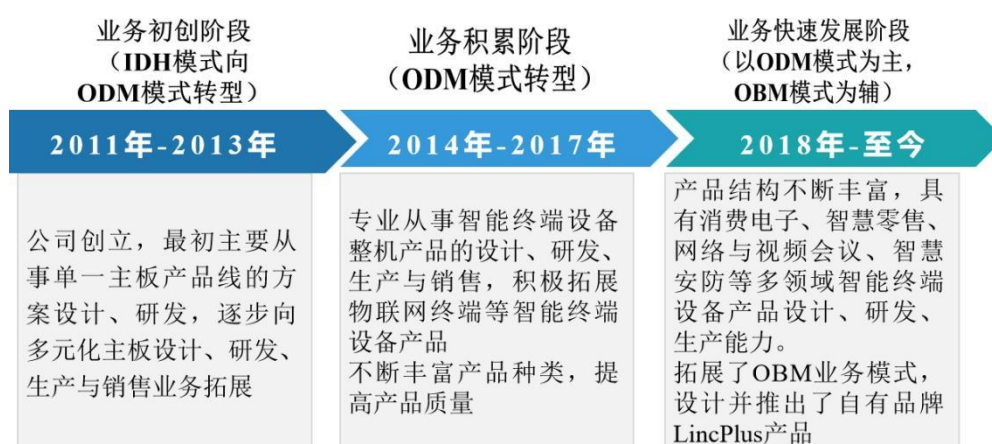 业务初创阶段
（IDH模式向
ODM模式转型）
2011年-2013年
公司创立，最初主要从
事单一主板产品线的方
案设计、研发，逐步向
多元化主板设计、研发、
生产与销售业务拓展
业务积累阶段
（ODM模式转型）
2014年-2017年
专业从事智能终端设备
整机产品的设计、研发、
生产与销售，积极拓展
物联网终端等智能终端
设备产品
不断丰富产品种类，提
高产品质量
业务快速发展阶段
（以ODM模式为主，
OBM模式为辅）
2018年-至今
产品结构不断丰富，具
有消费电子、智慧零售、
网络与视频会议、智慧
安防等多领域智能终端
设备产品设计、研发、
生产能力。
拓展了OBM业务模式，
设计并推出了自有品牌
LincPlus产品